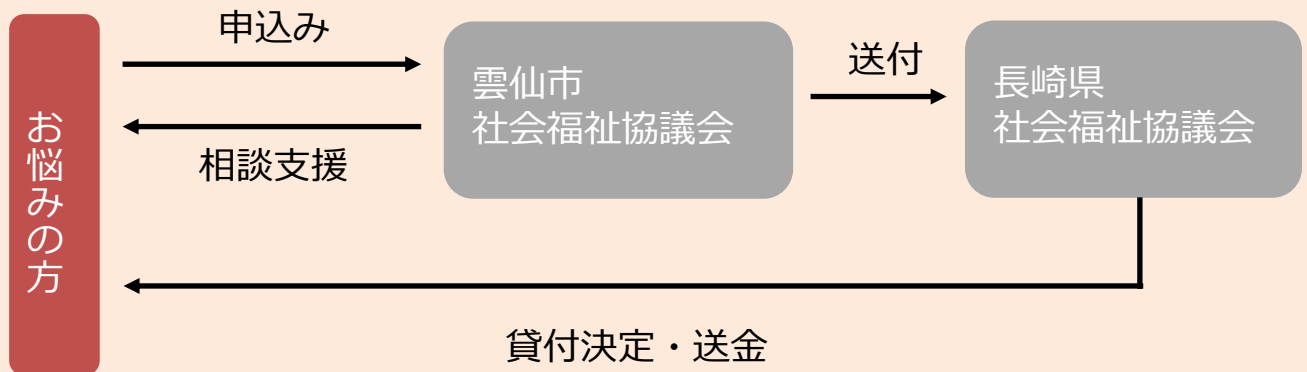 お悩みの方
申込み
相談支援
雲仙市
社会福祉協議会
送付
長崎県
社会福祉協議会
貸付決定・送金